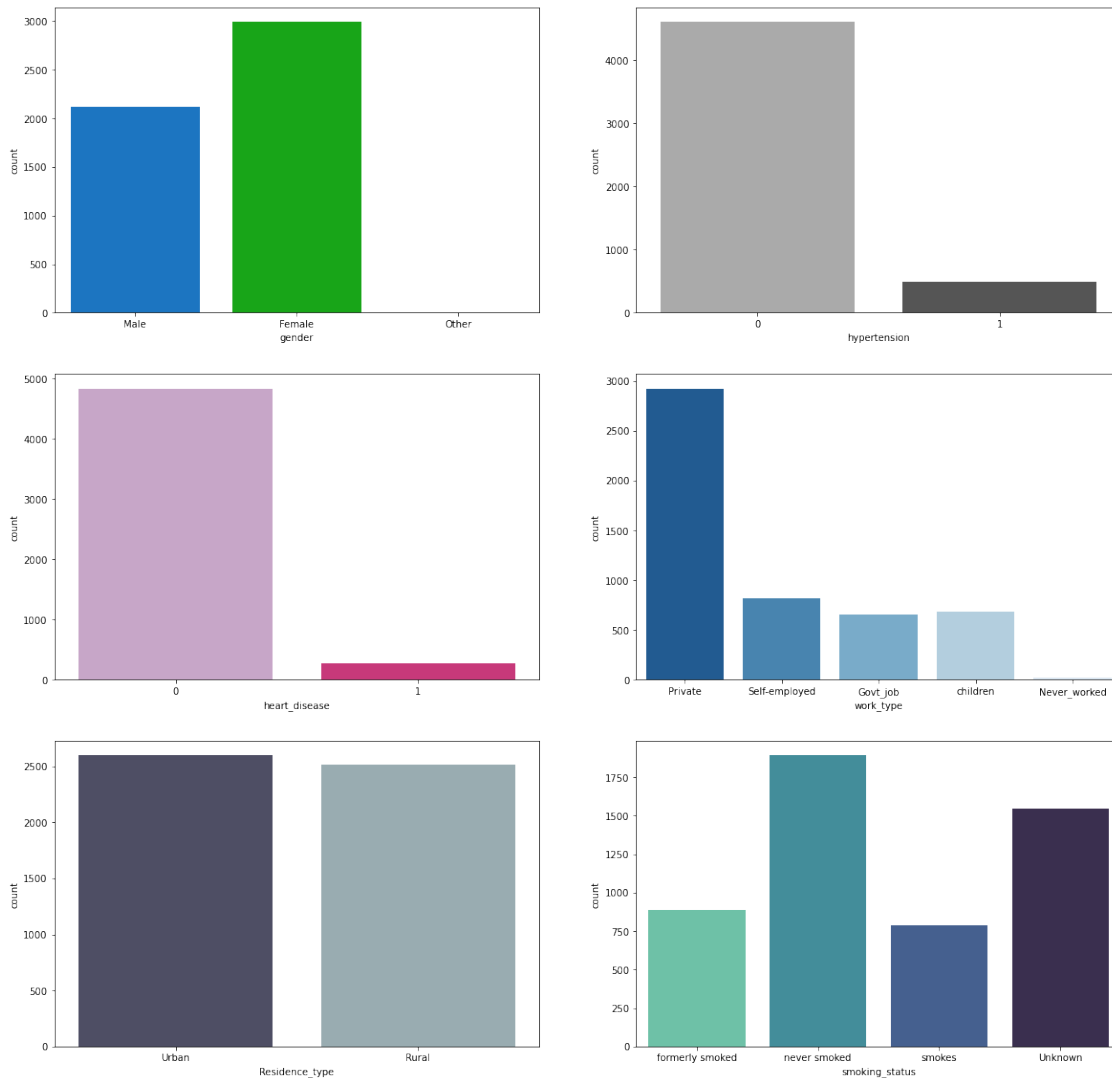 3000
2500
2000
1500
1000
500
0
count
Male Female Other
gender
4000
3000
2000
1000
0
count
0 1
hypertension
5000
4000
3000
2000
1000
0
count
0 1
heart_disease
3000
2500
2000
1500
1000
500
0
count
Private Self-employed Govt_job children Never_worked
work_type
2500
2000
1500
1000
500
0
count
Urban Rural
Residence_type
1750
1500
1250
1000
750
500
250
0
count
formerly smoked never smoked smokes Unknown
smoking_status